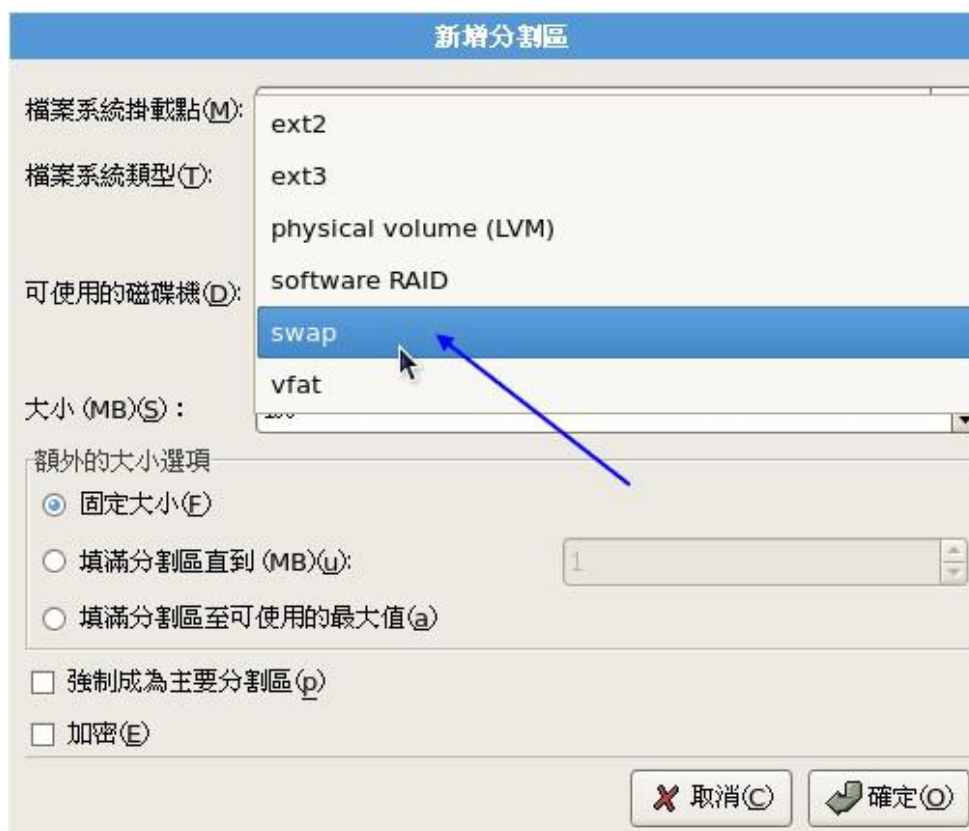 新增分割區
檔案系統掛載點(M):
ext2
檔案系統類型(T):
ext3
physical volume (LVM)
可使用的磁碟機(D):
software RAID
swap
vfat
大小 (MB)(S)：
額外的大小選項
固定大小(F)
填滿分割區直到 (MB)(u): 1
填滿分割區至可使用的最大值(a)
強制成為主要分割區(p)
加密(E)
取消(C) 確定(O)